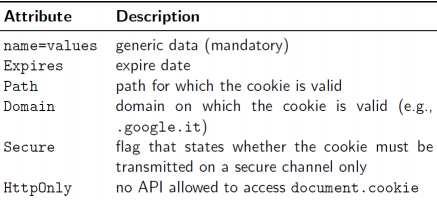 Attribute Description
name=values generic data (mandatory)
Expires expire date
Path path for which the cookie is valid
Domain domain on which the cookie is valid (e.g.,
.google.it)
Secure flag that states whether the cookie must be
transmitted on a secure channel only
HttpOnly no API allowed to access document.cookie